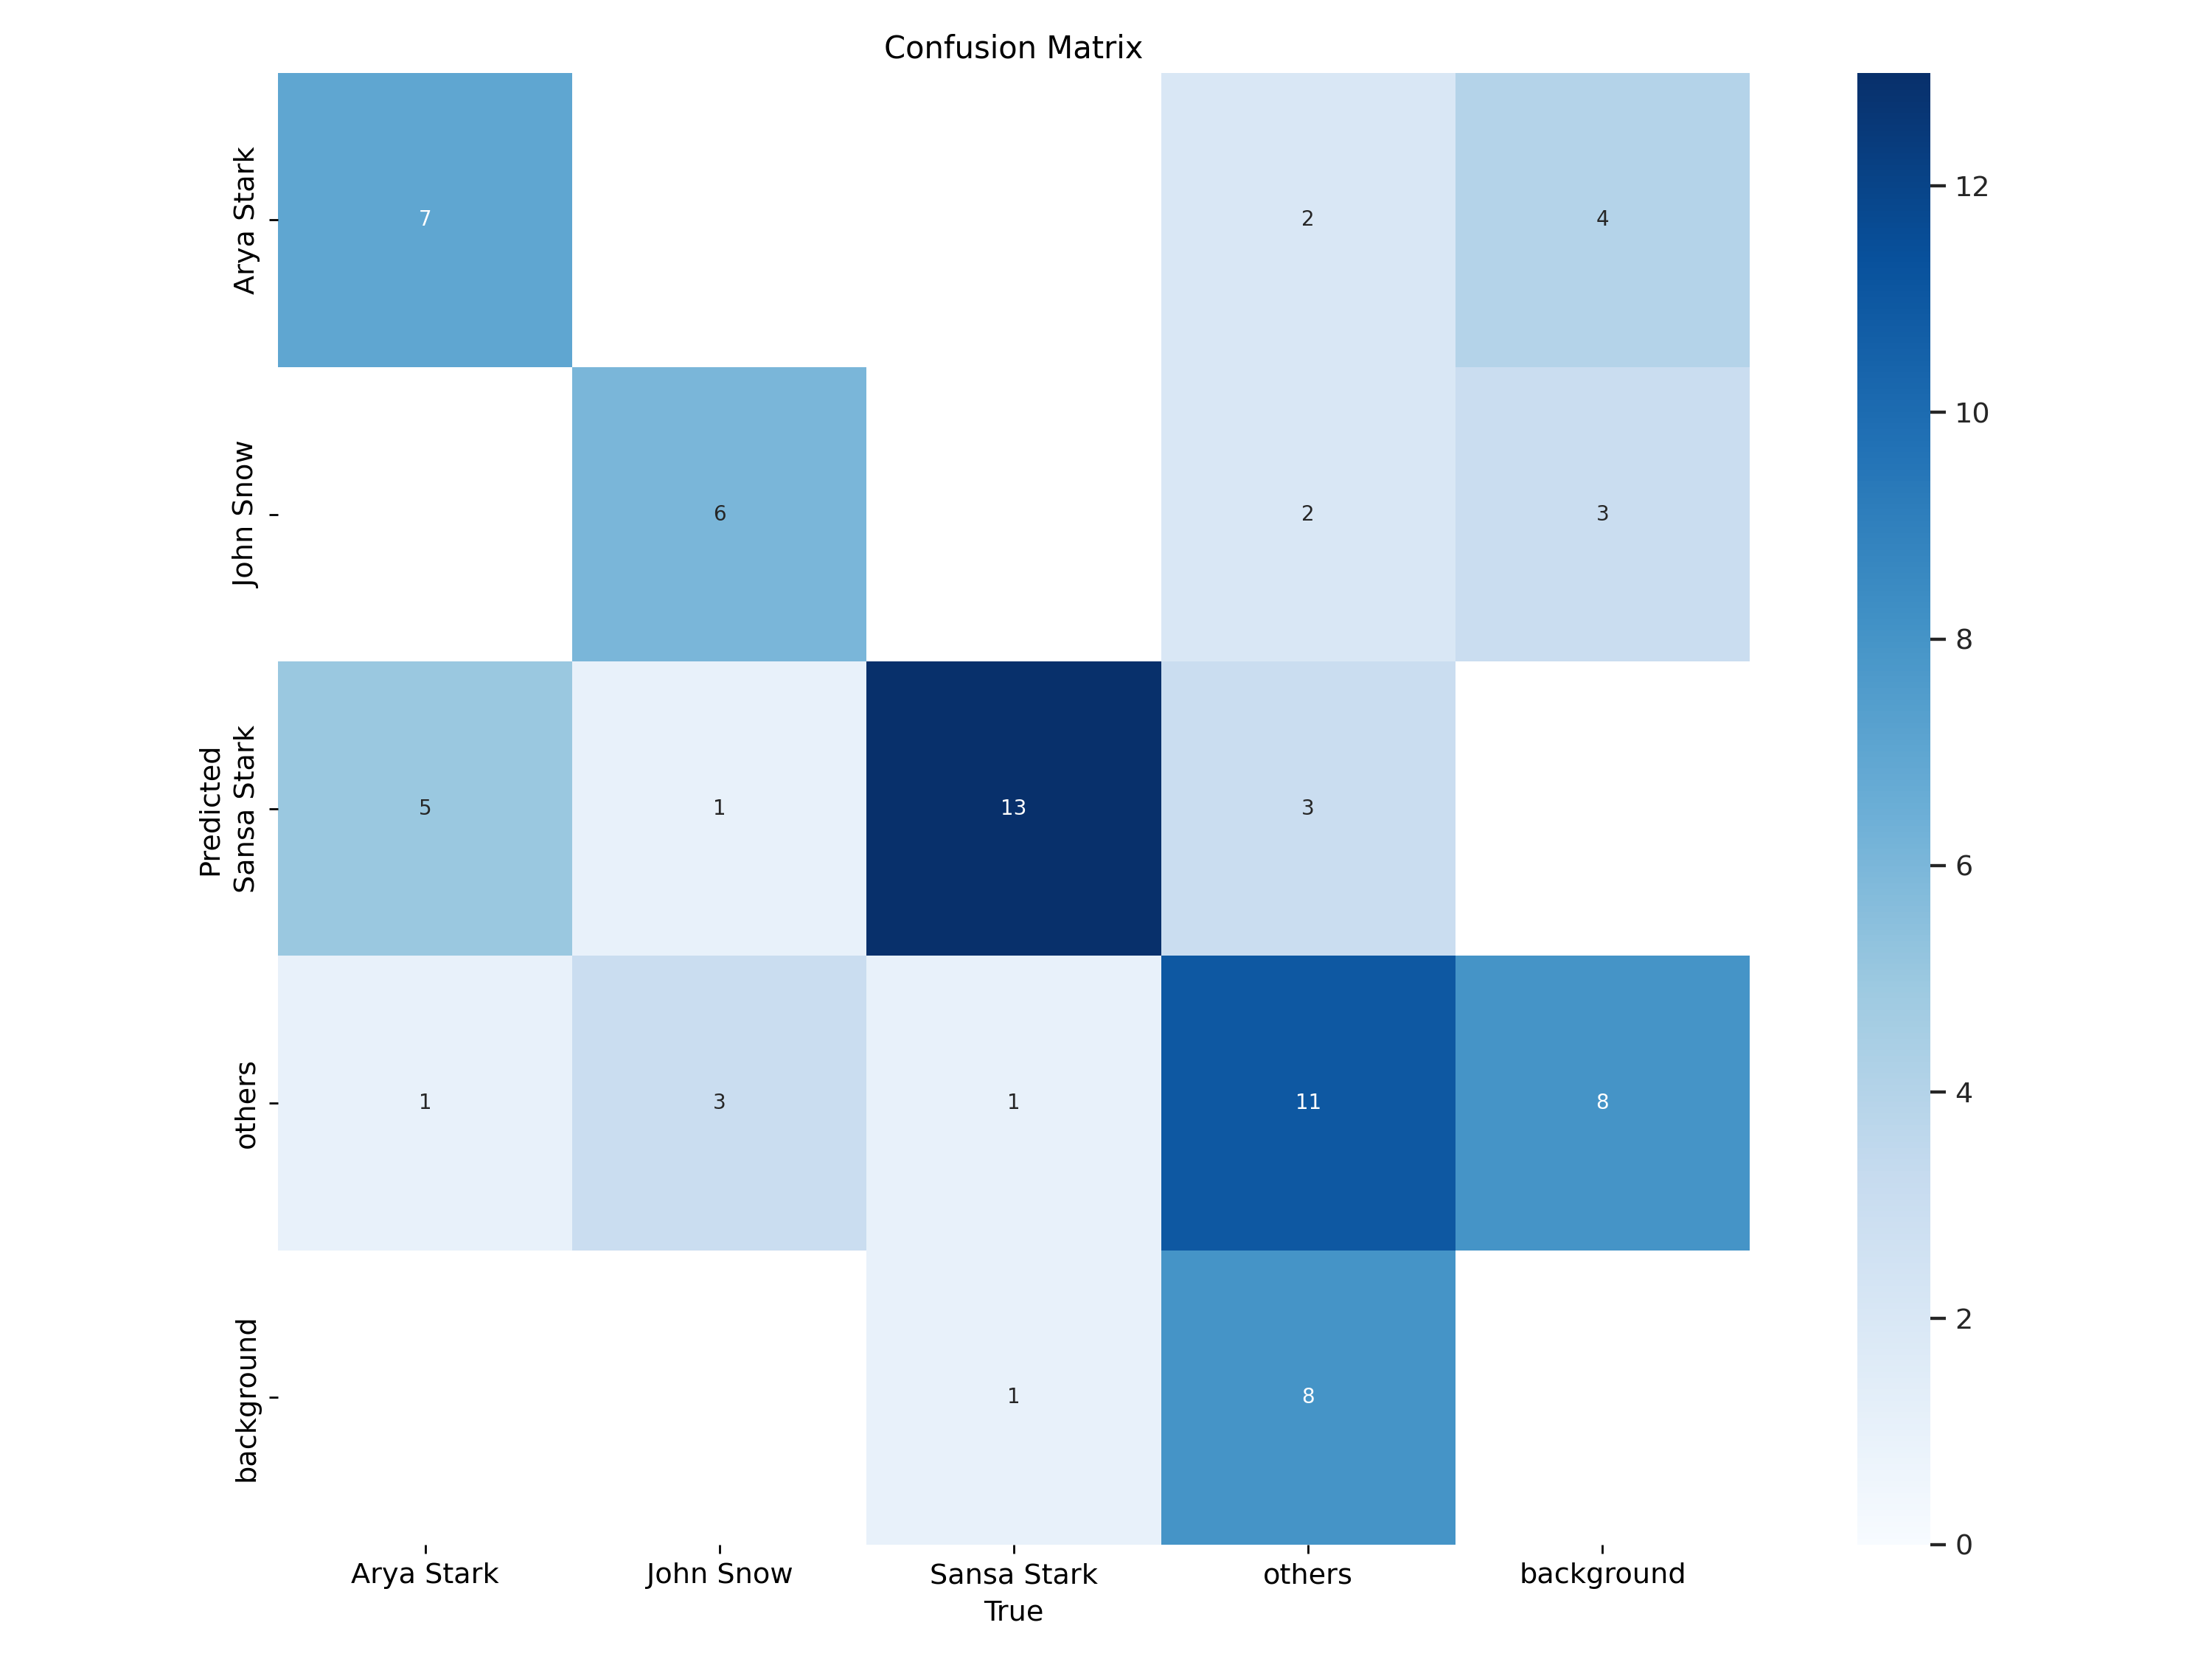 Confusion Matrix
Arya Stark
7
2
4
12
10
John Snow
6
2
3
8
Predicted
Sansa Stark
5
1
13
3
6
others
1
3
1
11
8
4
2
background
1
8
0
Arya Stark
John Snow
Sansa Stark
others
background
True